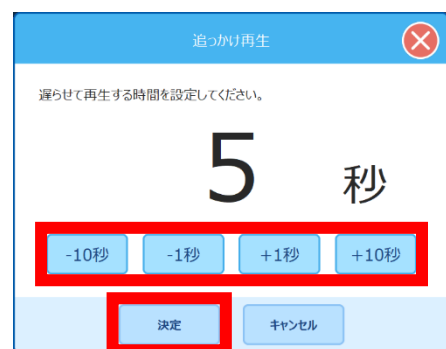 追っかけ再生
遅らせて再生する時間を設定してください。
5 秒
-10秒 -1秒 +1秒 +10秒
決定 キャンセル